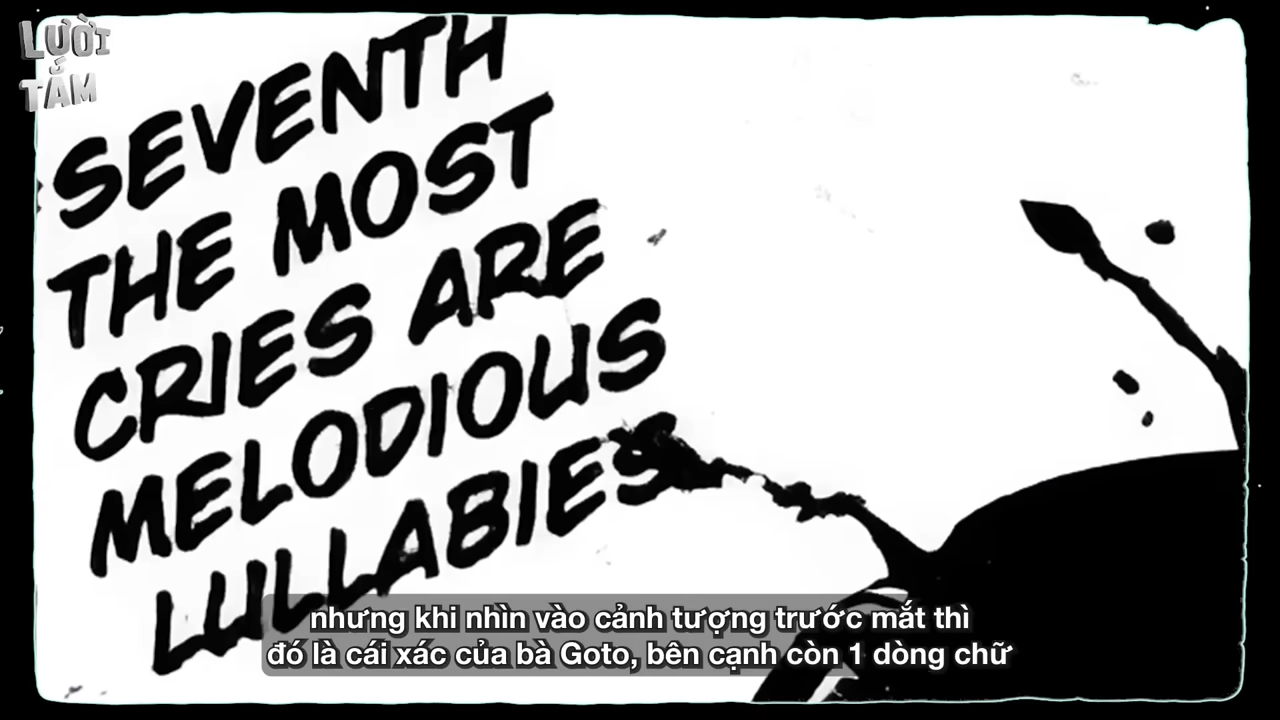 LƯỜI
TẮM
SEVENTH
THE MOST
CRIES ARE
MELODIOUS
LULLABIES
nhưng khi nhìn vào cảnh tượng trước mắt thì
đó là cái xác của bà Goto, bên cạnh còn 1 dòng chữ